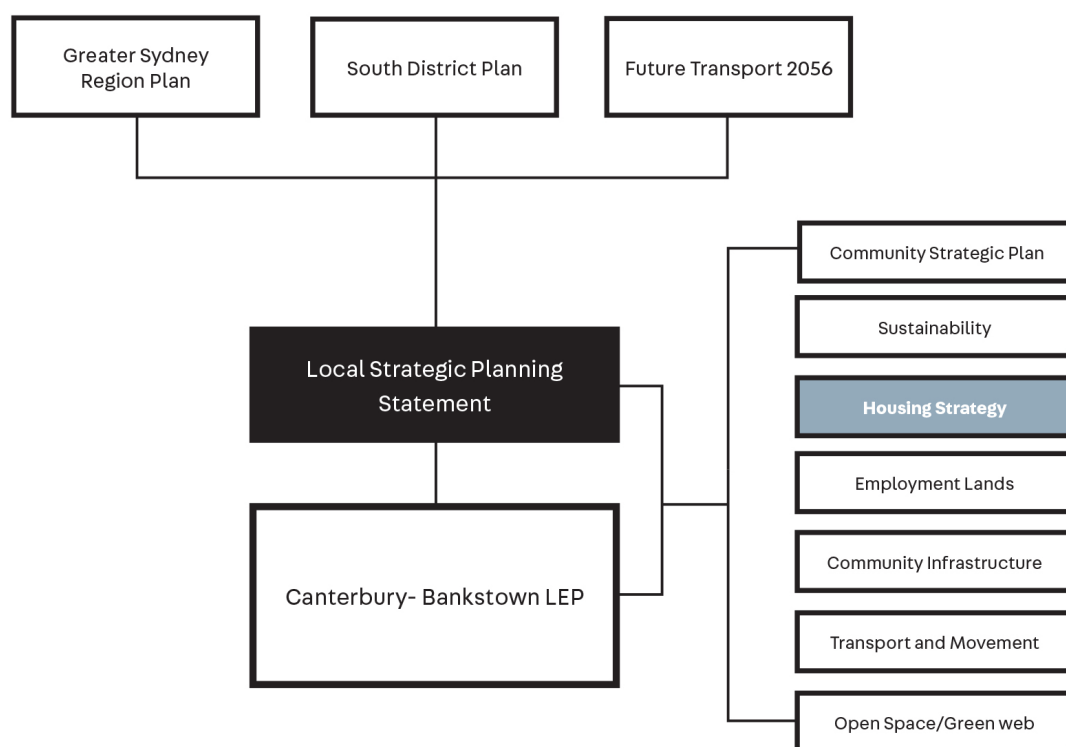 Greater Sydney
Region Plan
South District Plan
Future Transport 2056
Community Strategic Plan
Sustainability
Local Strategic Planning
Statement
Housing Strategy
Employment Lands
Community Infrastructure
Canterbury- Bankstown LEP
Transport and Movement
Open Space/Green web